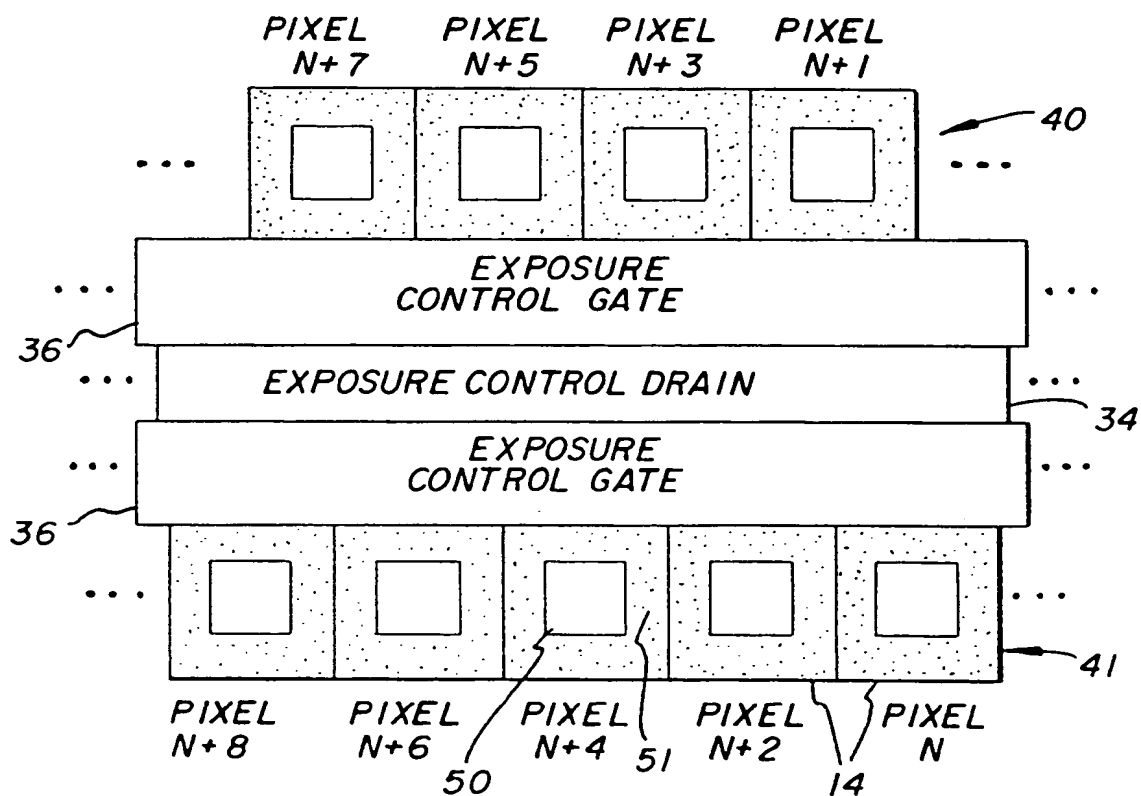 PIXEL N+7
PIXEL N+5
PIXEL N+3
PIXEL N+1
40
EXPOSURE
CONTROL GATE
36
EXPOSURE CONTROL DRAIN
34
EXPOSURE
CONTROL GATE
36
41
PIXEL N+8
PIXEL N+6
PIXEL N+4
PIXEL N+2
PIXEL N
50
51
14